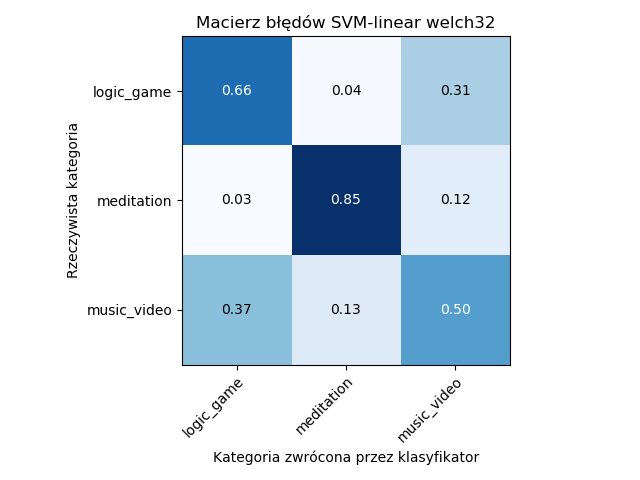 Macierz błędów SVM-linear welch32
Rzeczywista kategoria
logic_game
0.66
0.04
0.31
meditation
0.03
0.85
0.12
music_video
0.37
0.13
0.50
logic_game
meditation
music_video
Kategoria zwrócona przez klasyfikator